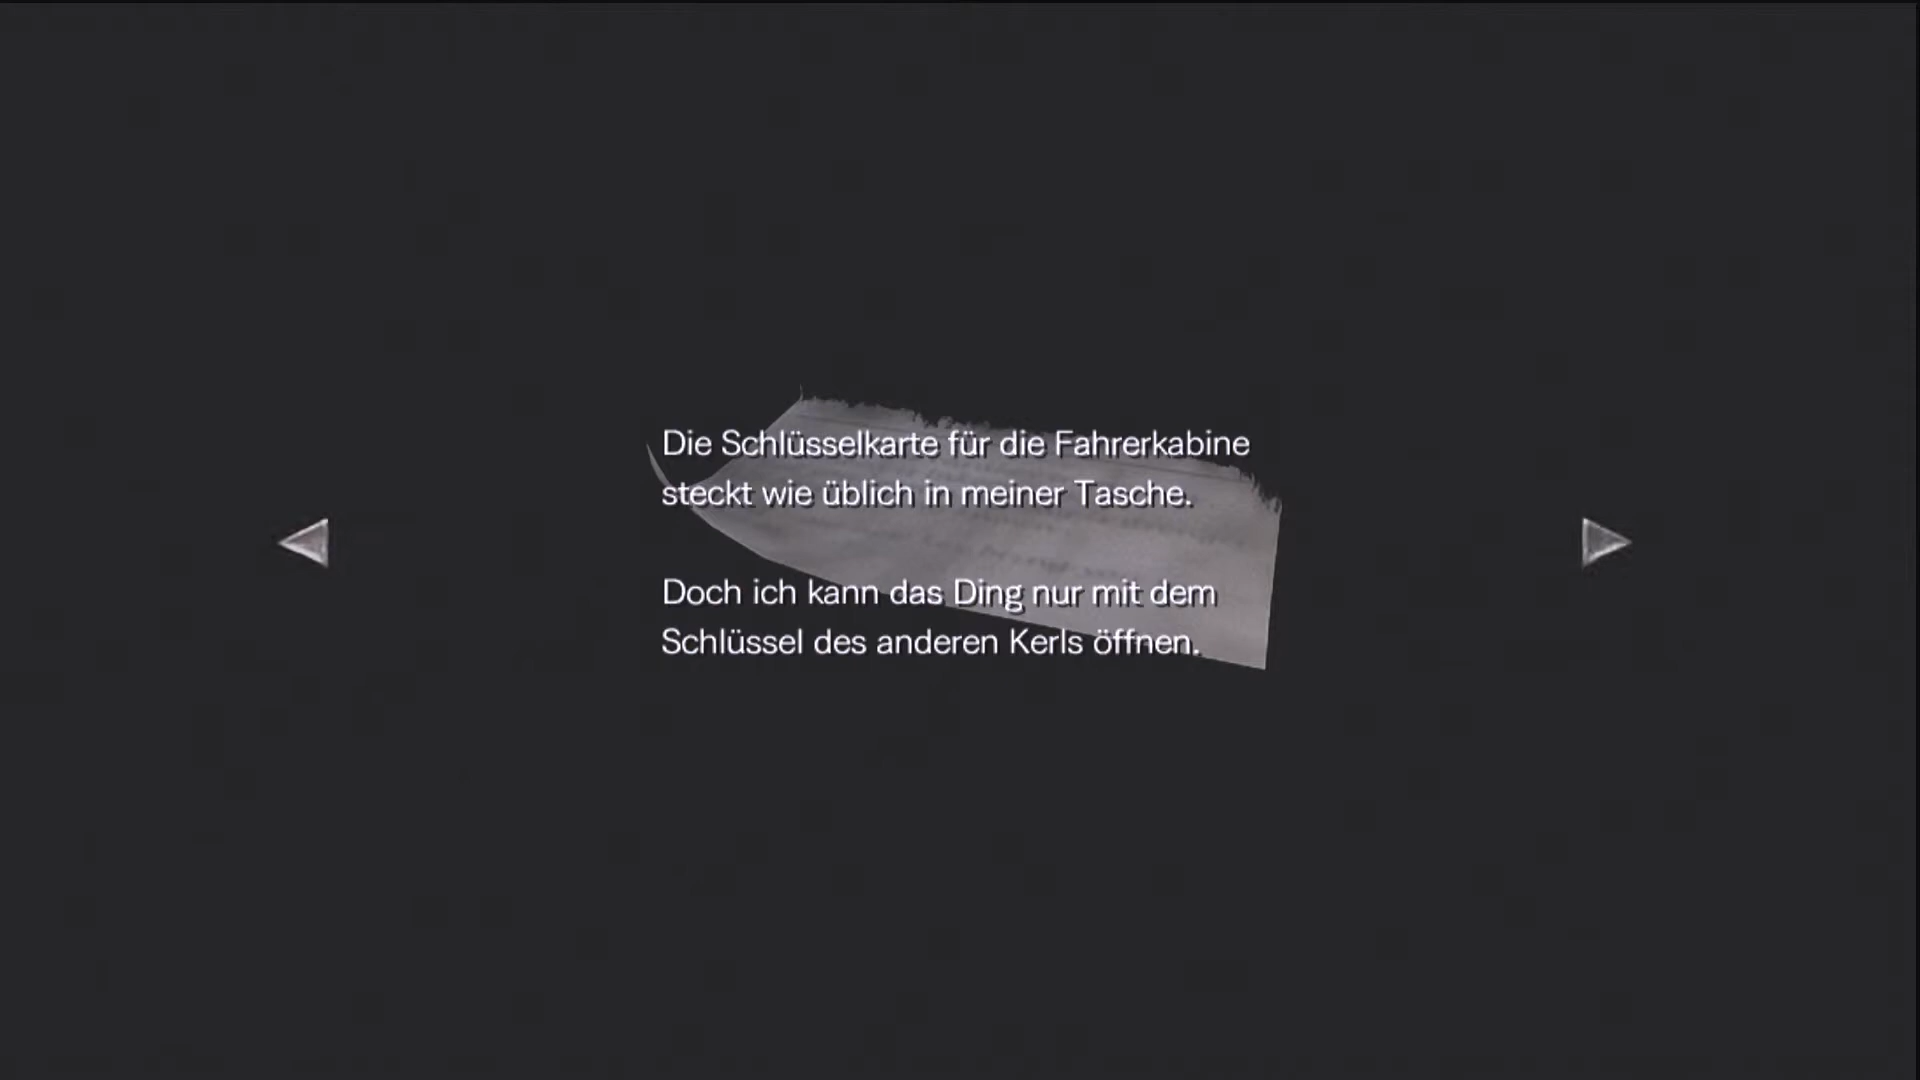 Die Schlüsselkarte für die Fahrerkabine
steckt wie üblich in meiner Tasche.
Doch ich kann das Ding nur mit dem
Schlüssel des anderen Kerls öffnen.